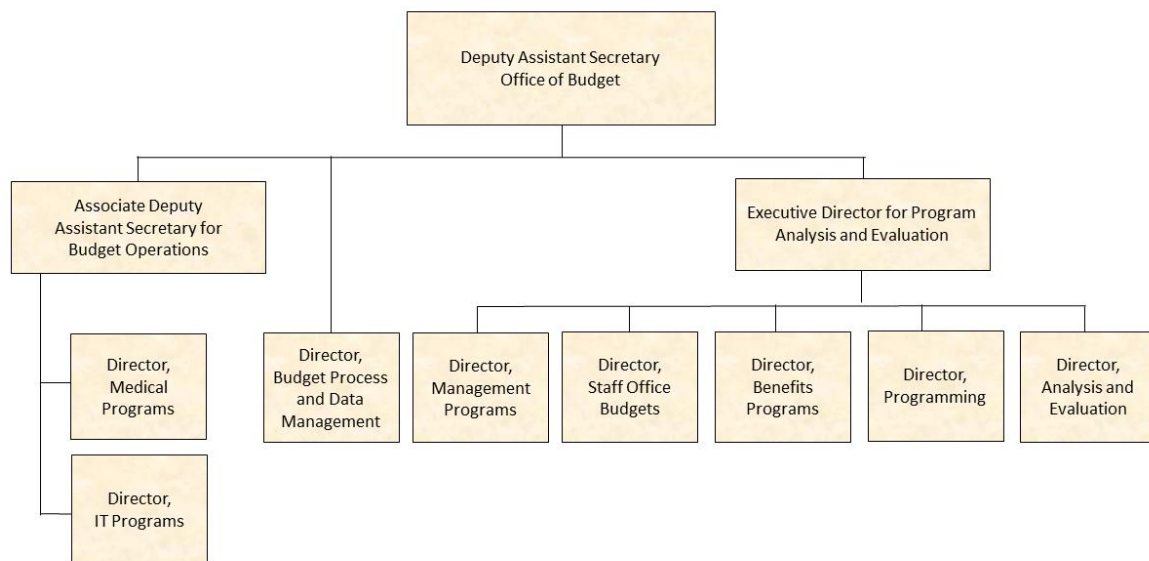 Deputy Assistant Secretary
Office of Budget
Associate Deputy
Assistant Secretary for
Budget Operations
Executive Director for Program
Analysis and Evaluation
Director,
Medical
Programs
Director,
Budget Process
and Data
Management
Director,
Management
Programs
Director,
Staff Office
Budgets
Director,
Benefits
Programs
Director,
Programming
Director,
Analysis and
Evaluation
Director,
IT Programs